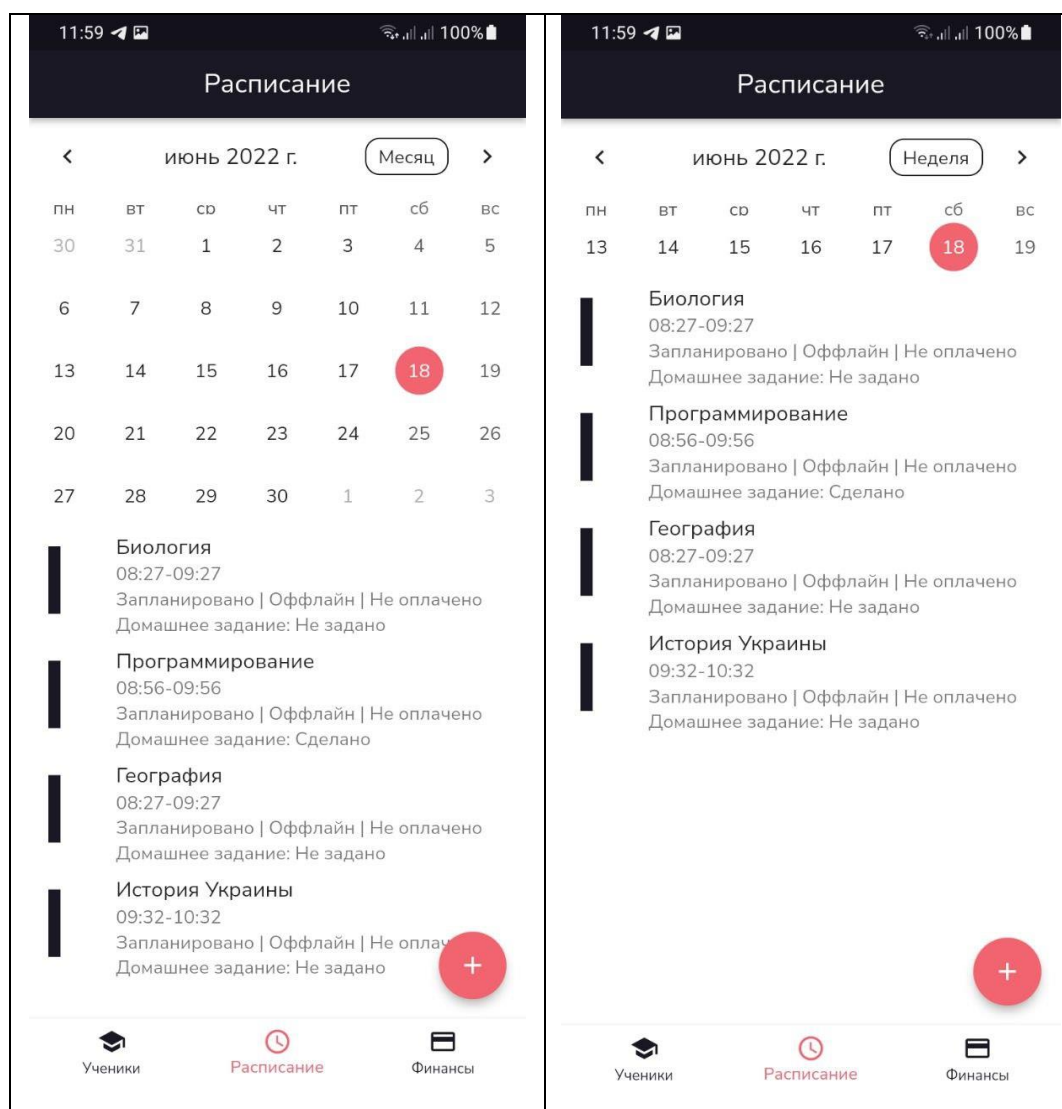 11:59 100%
Расписание
июнь 2022 г. Месяц
пн вт ср чт пт сб вс
30 31 1 2 3 4 5
6 7 8 9 10 11 12
13 14 15 16 17 18 19
20 21 22 23 24 25 26
27 28 29 30 1 2 3
Биология
08:27-09:27
Запланировано | Оффлайн | Не оплачено
Домашнее задание: Не задано
Программирование
08:56-09:56
Запланировано | Оффлайн | Не оплачено
Домашнее задание: Сделано
География
08:27-09:27
Запланировано | Оффлайн | Не оплачено
Домашнее задание: Не задано
История Украины
09:32-10:32
Запланировано | Оффлайн | Не оплач
Домашнее задание: Не задано
+
Ученики Расписание Финансы
11:59 100%
Расписание
июнь 2022 г. Неделя
пн вт ср чт пт сб вс
13 14 15 16 17 18 19
Биология
08:27-09:27
Запланировано | Оффлайн | Не оплачено
Домашнее задание: Не задано
Программирование
08:56-09:56
Запланировано | Оффлайн | Не оплачено
Домашнее задание: Сделано
География
08:27-09:27
Запланировано | Оффлайн | Не оплачено
Домашнее задание: Не задано
История Украины
09:32-10:32
Запланировано | Оффлайн | Не оплачено
Домашнее задание: Не задано
+
Ученики Расписание Финансы